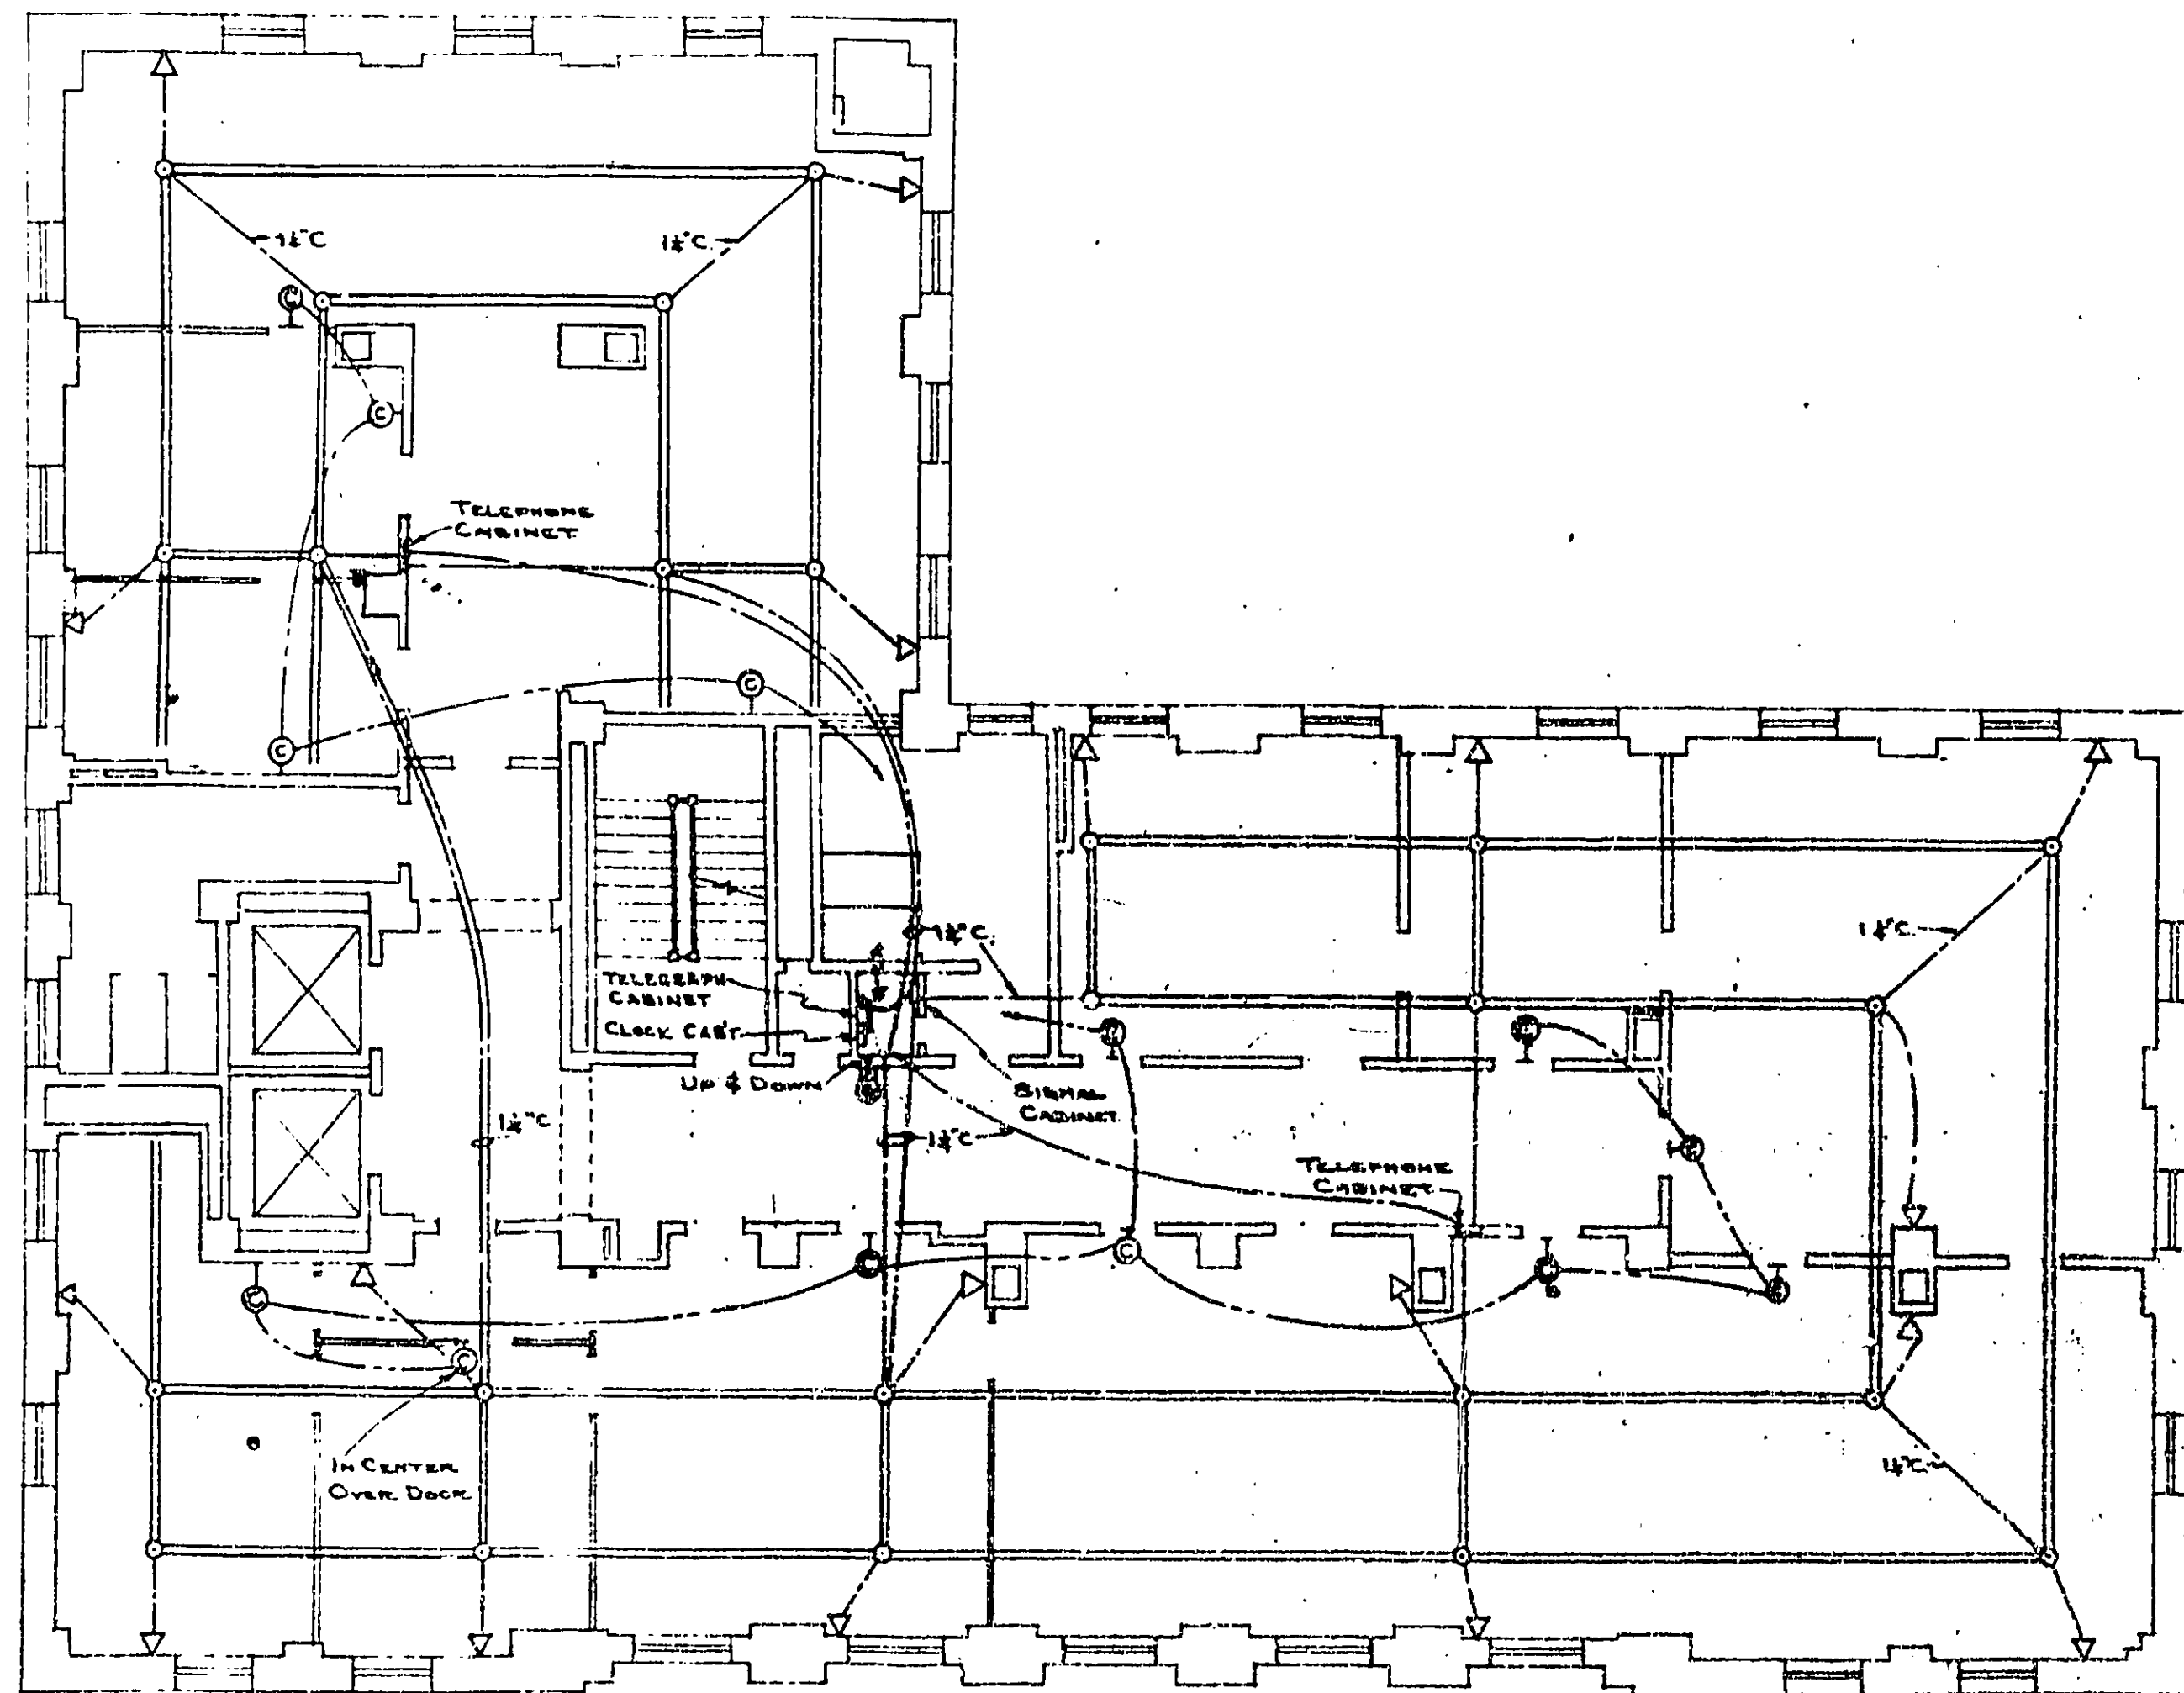 1¼"C
1¼"C.
TELEPHONE
CABINET
C
C
C
C
1¼"C.
1¼"C.
TELEGRAPH
CABINET
CLOCK CAB'T
UP & DOWN
SIGNAL
CABINET
1¼"C
1¼"C
TELEPHONE
CABINET
C
C
C
C
C
IN CENTER
OVER DOOR
1¼"C.